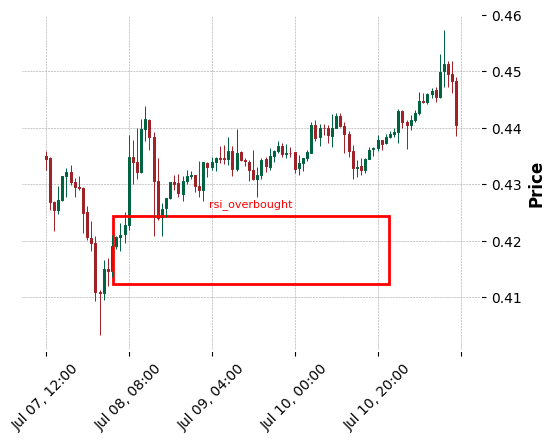 0.46
0.45
0.44
0.43
rsi_overbought
0.42
0.41
Price
Jul 07, 12:00
Jul 08, 08:00
Jul 09, 04:00
Jul 10, 00:00
Jul 10, 20:00